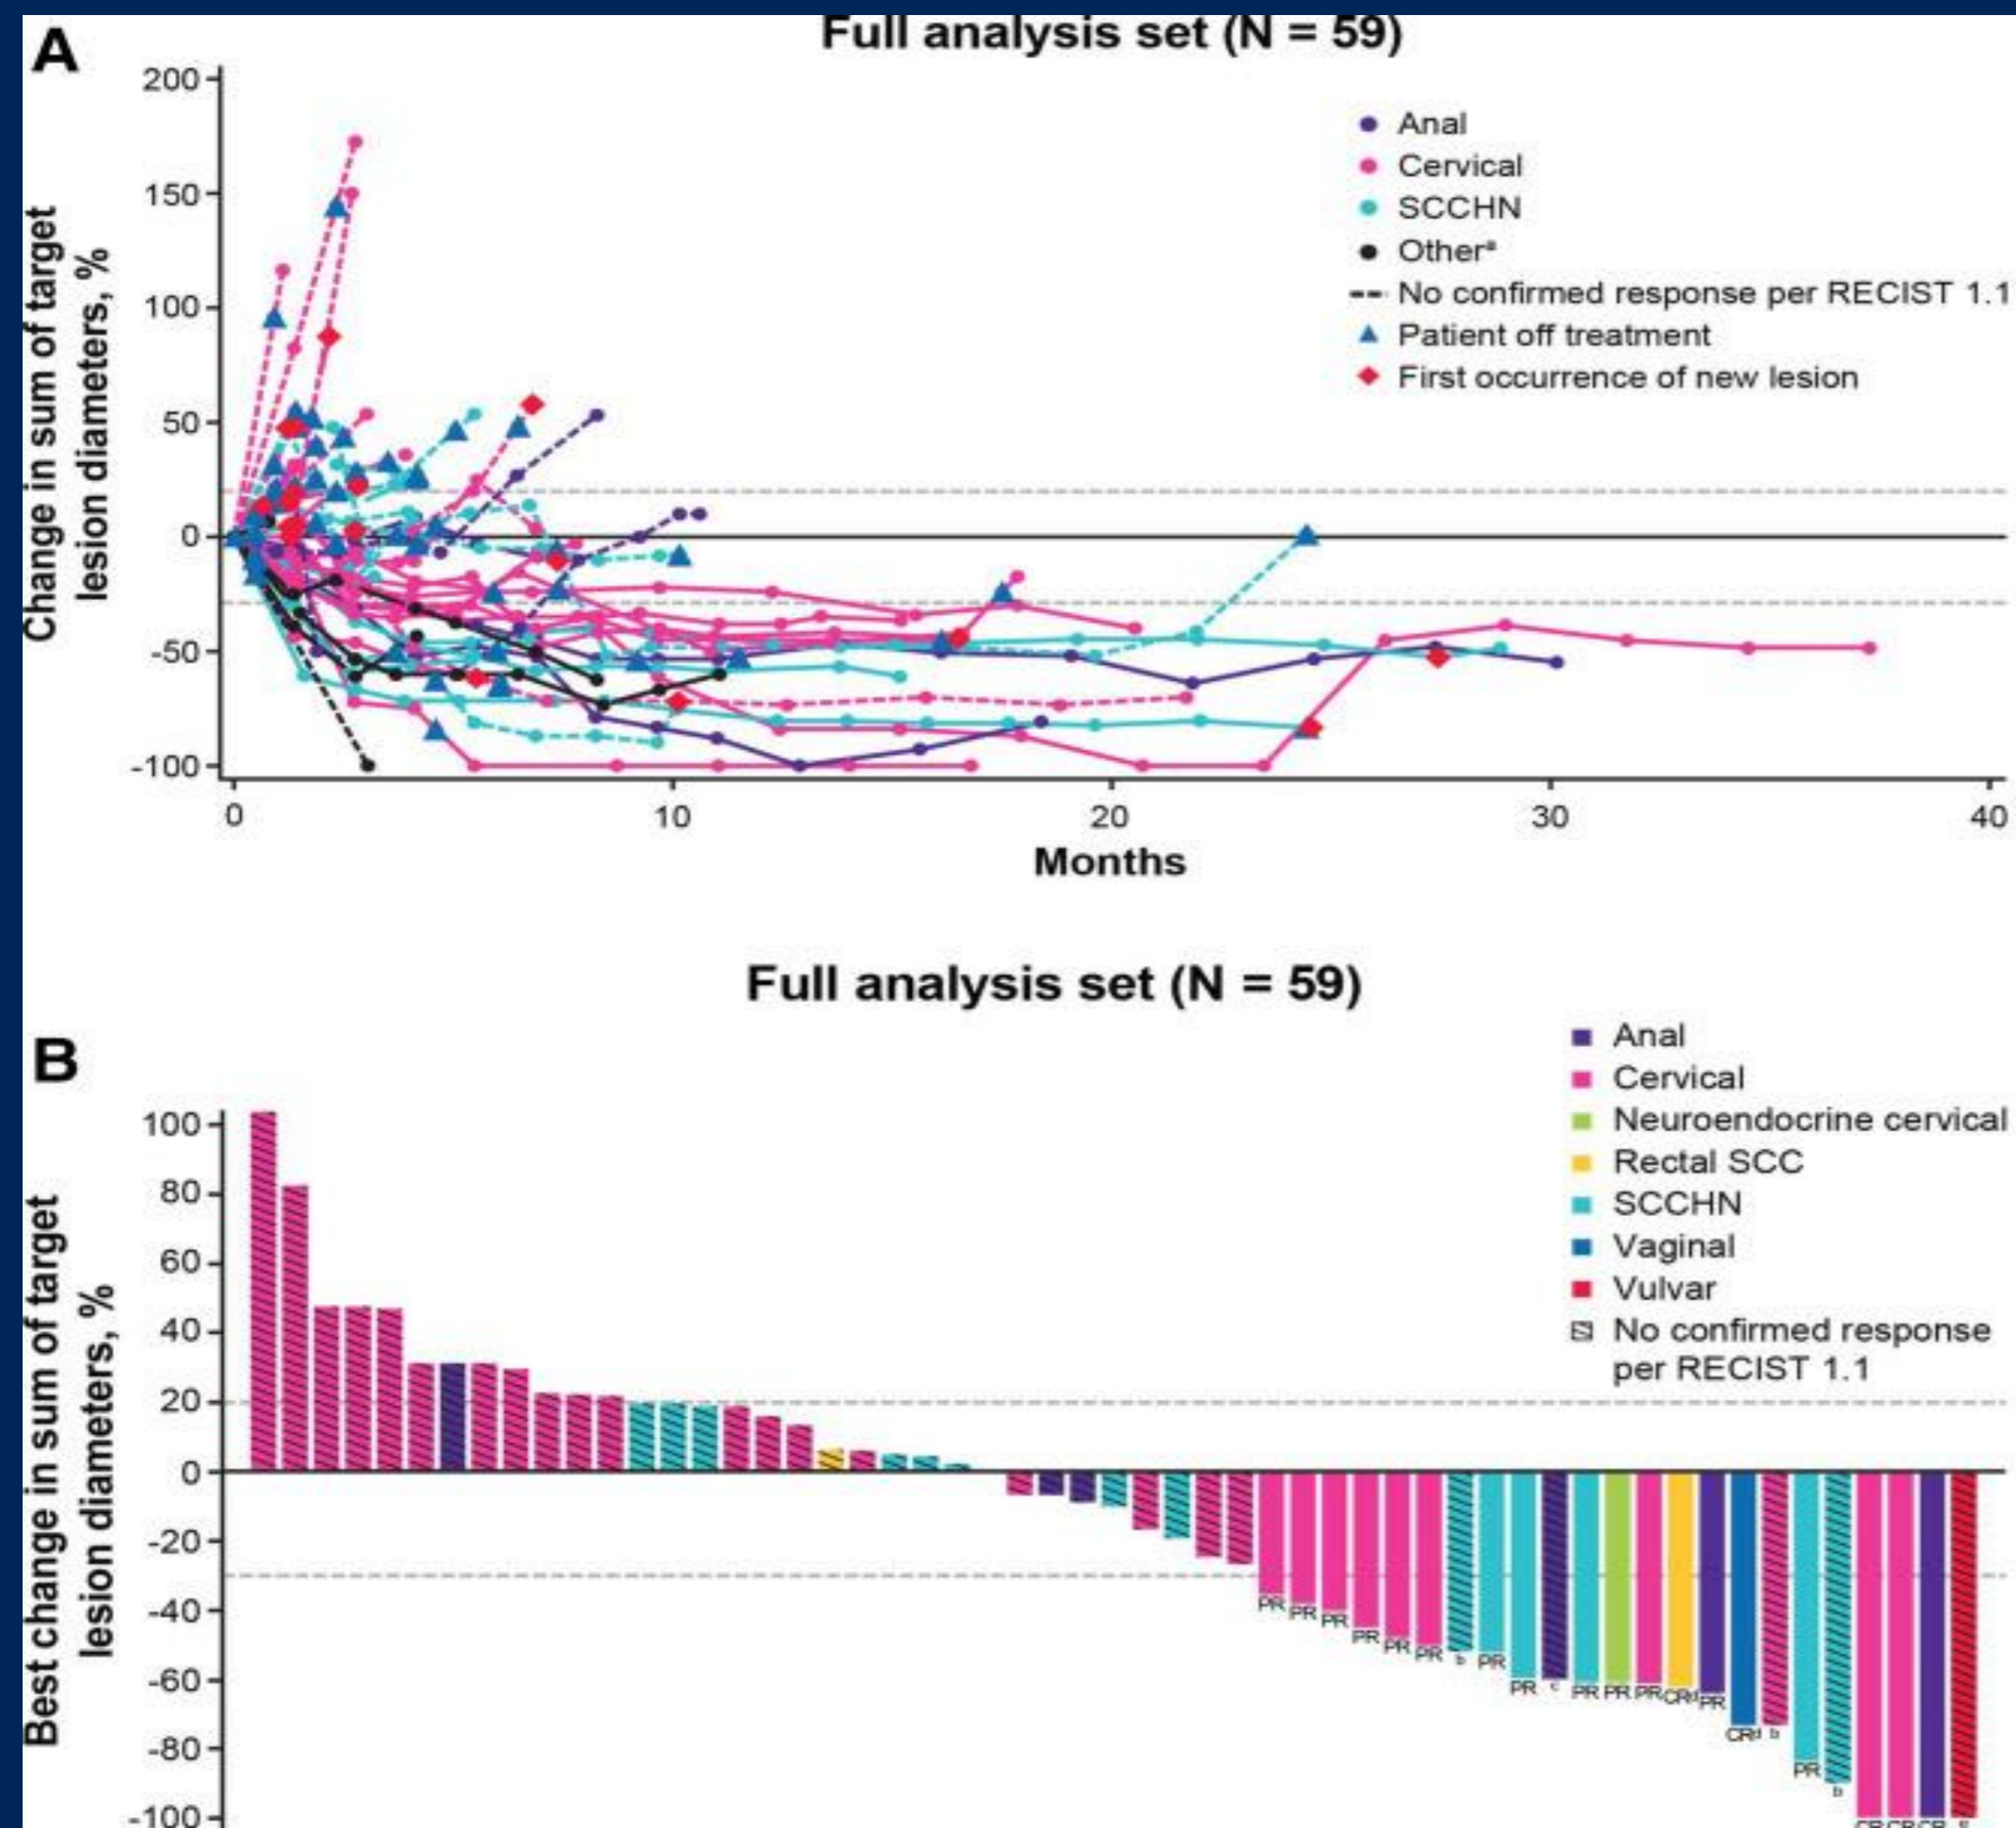 A
Full analysis set (N = 59)
Change in sum of target
lesion diameters, %
200
150
100
50
0
-50
-100
Anal
Cervical
SCCHN
Otherª
No confirmed response per RECIST 1.1
Patient off treatment
First occurrence of new lesion
0 10 20 30 40
Months
Full analysis set (N = 59)
B
Best change in sum of target
lesion diameters, %
100
80
60
40
20
0
-20
-40
-60
-80
-100
Anal
Cervical
Neuroendocrine cervical
Rectal SCC
SCCHN
Vaginal
Vulvar
No confirmed response
per RECIST 1.1
PR PR PR PR PR PR b PR PR c PR PR PR CRd PR CRd b PR b CR CR CR